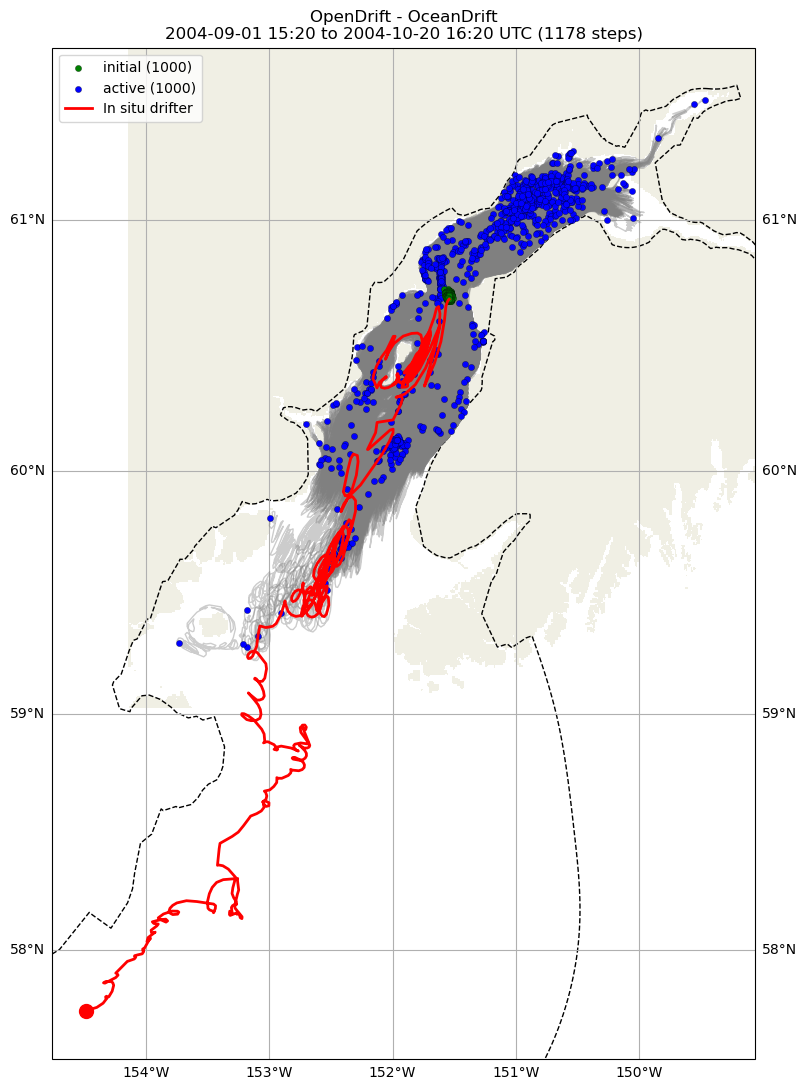 OpenDrift - OceanDrift
2004-09-01 15:20 to 2004-10-20 16:20 UTC (1178 steps)
initial (1000)
active (1000)
In situ drifter
61°N
61°N
60°N
60°N
59°N
59°N
58°N
58°N
154°W
153°W
152°W
151°W
150°W